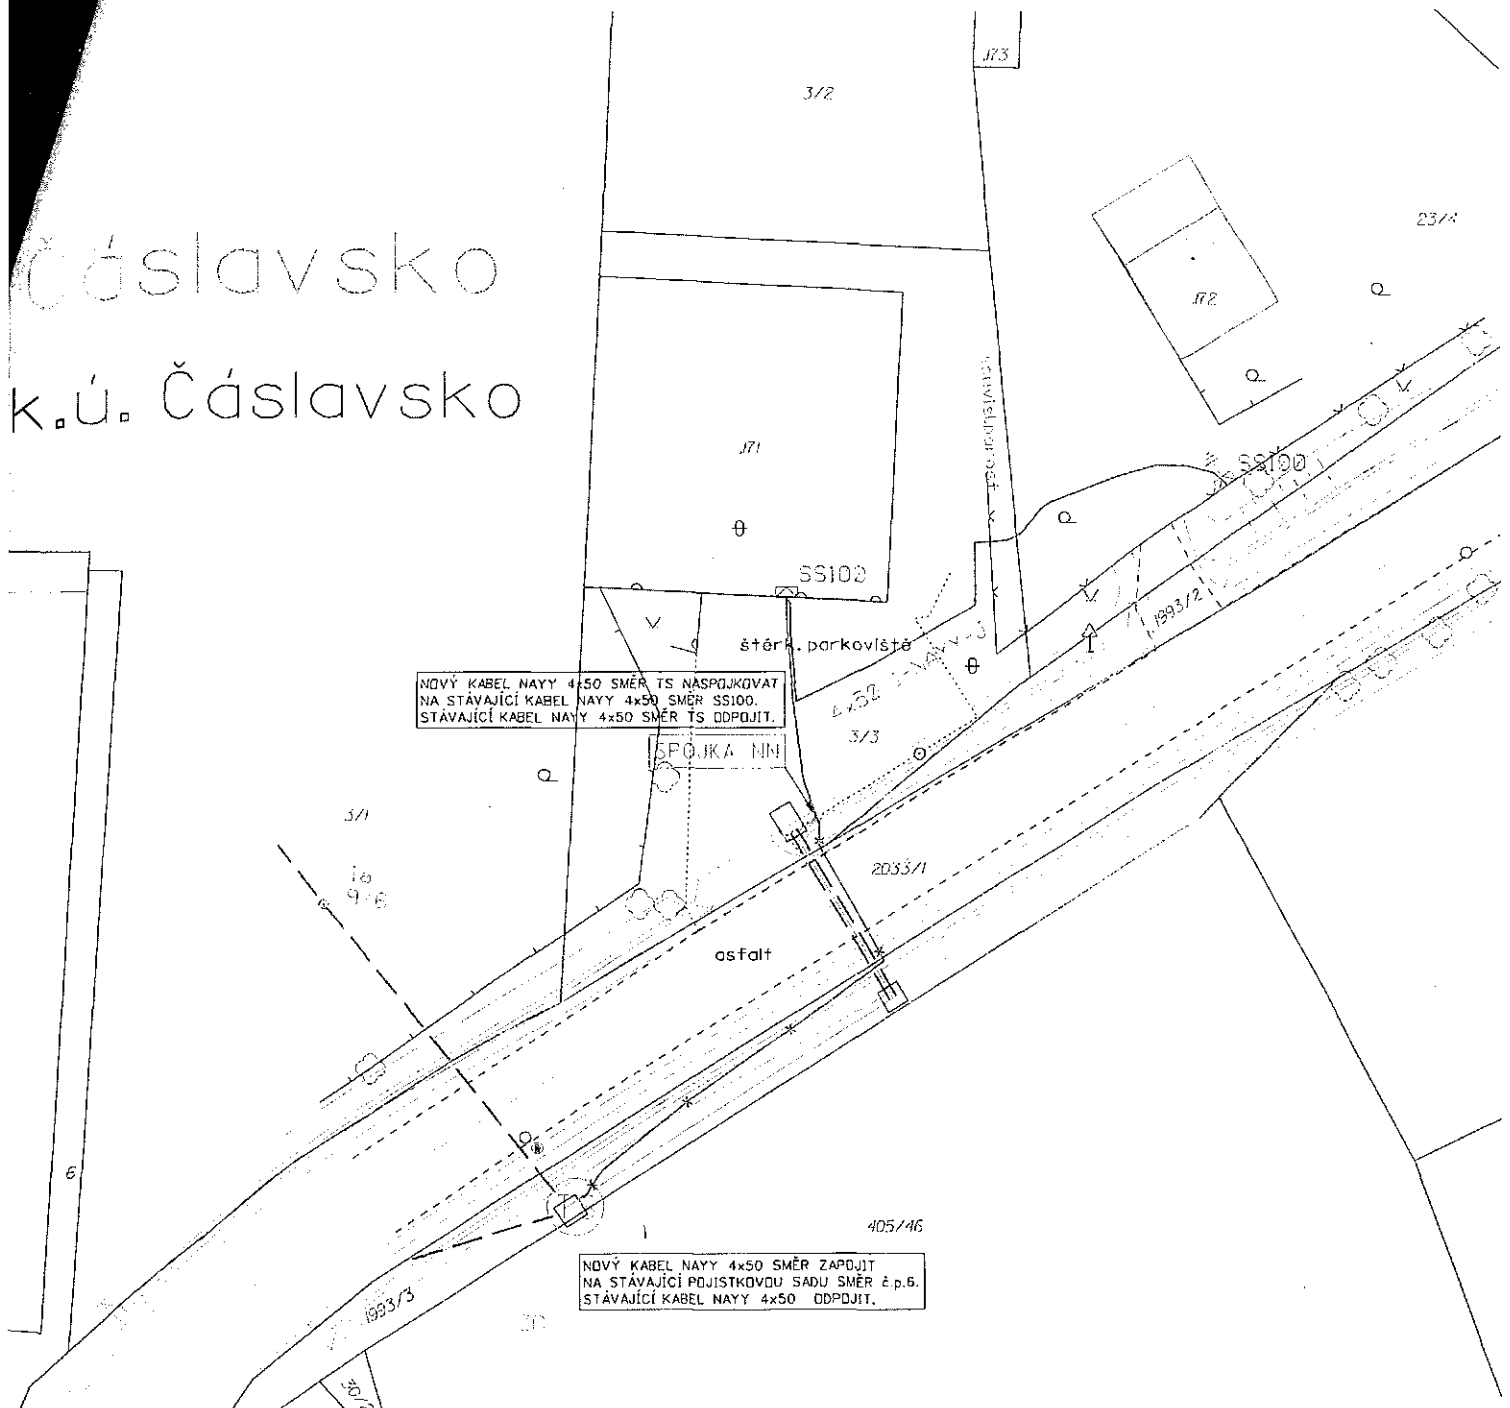 J73
3/2
23/4
Čáslavsko
J72
k.ú. Čáslavsko
J71
SS100
SS102
1993/2
štěrk. parkoviště
NOVÝ KABEL NAYY 4x50 SMĚR TS NASPOJKOVAT
NA STÁVAJÍCÍ KABEL NAYY 4x50 SMĚR SS100.
STÁVAJÍCÍ KABEL NAYY 4x50 SMĚR TS ODPOJIT.
3/3
SPOJKA NN
3/1
2033/1
asfalt
6
405/46
NOVÝ KABEL NAYY 4x50 SMĚR ZAPOJIT
NA STÁVAJÍCÍ POJISTKOVOU SADU SMĚR č.p.6.
STÁVAJÍCÍ KABEL NAYY 4x50 ODPOJIT.
1993/3